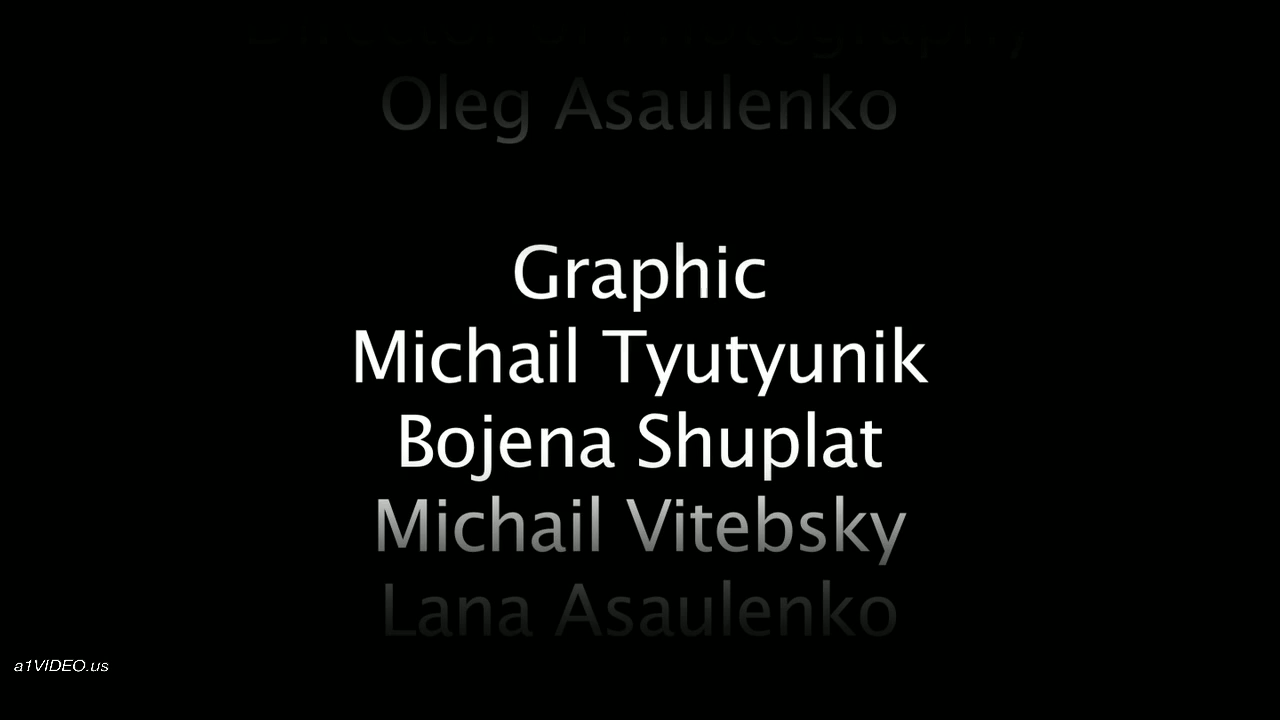 Oleg Asaulenko
Graphic
Michail Tyutyunik
Bojena Shuplat
Michail Vitebsky
Lana Asaulenko
a1VIDEO.us